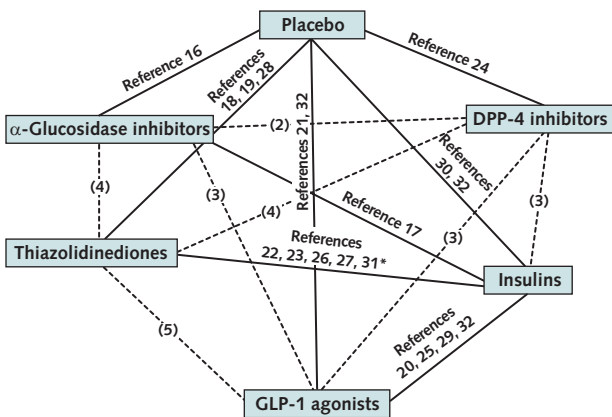 Placebo
Reference 16
References
18, 19, 28
References 21, 32
Reference 24
α-Glucosidase inhibitors
(2)
DPP-4 inhibitors
References
30, 32
(4)
(3)
(4)
Reference 17
(3)
(3)
Thiazolidinediones
References
22, 23, 26, 27, 31*
Insulins
(5)
References
20, 25, 29, 32
GLP-1 agonists